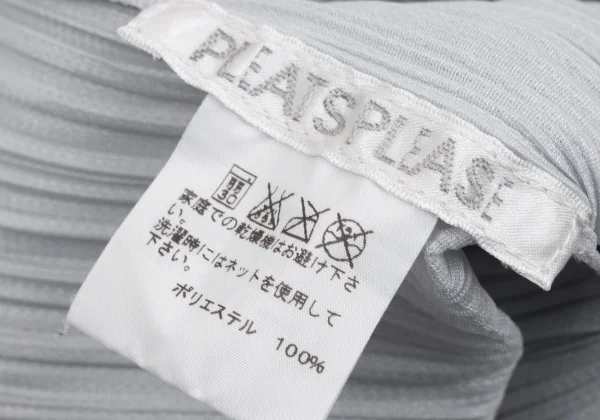 PLEATSPLEASE
家庭での乾燥機はお避け下さ
い。
洗濯時にはネットを使用して
下さい。
ポリエステル 100%